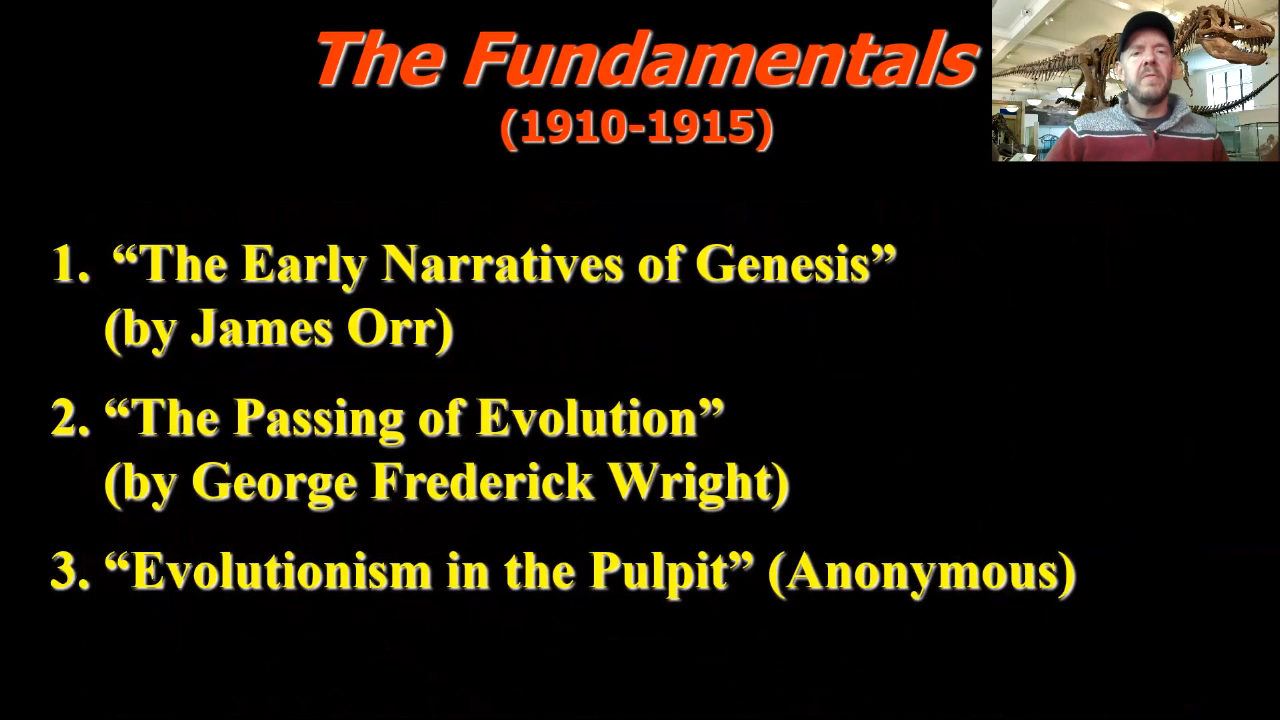 The Fundamentals
(1910-1915)
1. “The Early Narratives of Genesis”
(by James Orr)
2. “The Passing of Evolution”
(by George Frederick Wright)
3. “Evolutionism in the Pulpit” (Anonymous)